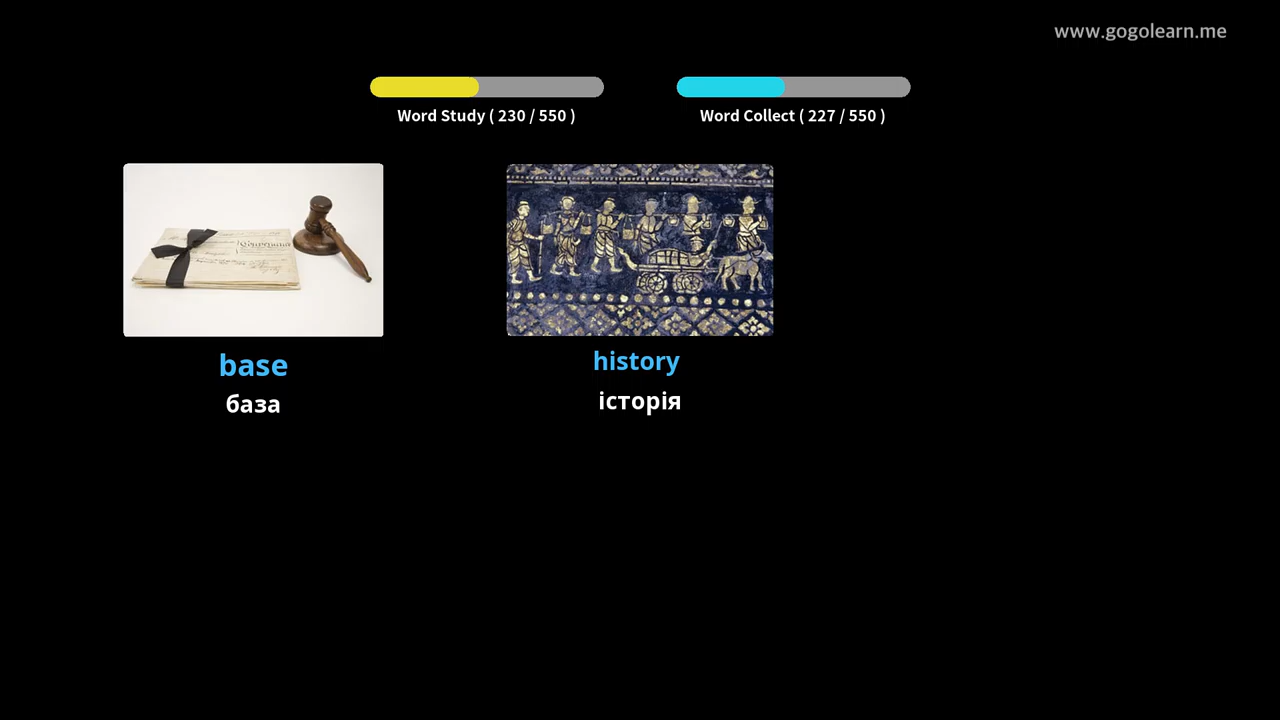 www.gogolearn.me
Word Study ( 230 / 550 )
Word Collect ( 227 / 550 )
base
база
history
історія